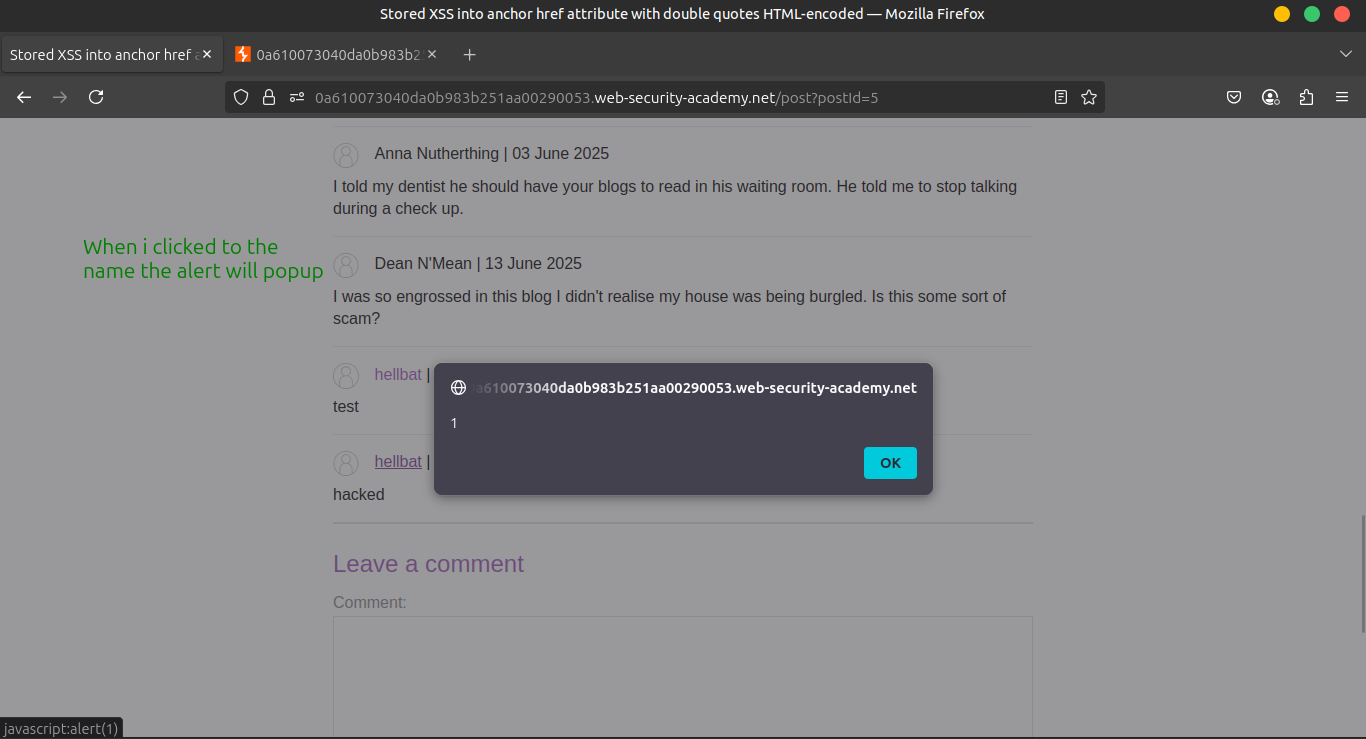 Stored XSS into anchor href attribute with double quotes HTML-encoded — Mozilla Firefox
Stored XSS into anchor href a
0a610073040da0b983b2
0a610073040da0b983b251aa00290053.web-security-academy.net/post?postId=5
Anna Nutherthing | 03 June 2025
I told my dentist he should have your blogs to read in his waiting room. He told me to stop talking
during a check up.
When i clicked to the
name the alert will popup
Dean N'Mean | 13 June 2025
I was so engrossed in this blog I didn't realise my house was being burgled. Is this some sort of
scam?
hellbat |
test
0a610073040da0b983b251aa00290053.web-security-academy.net
1
OK
hellbat |
hacked
Leave a comment
Comment:
javascript:alert(1)